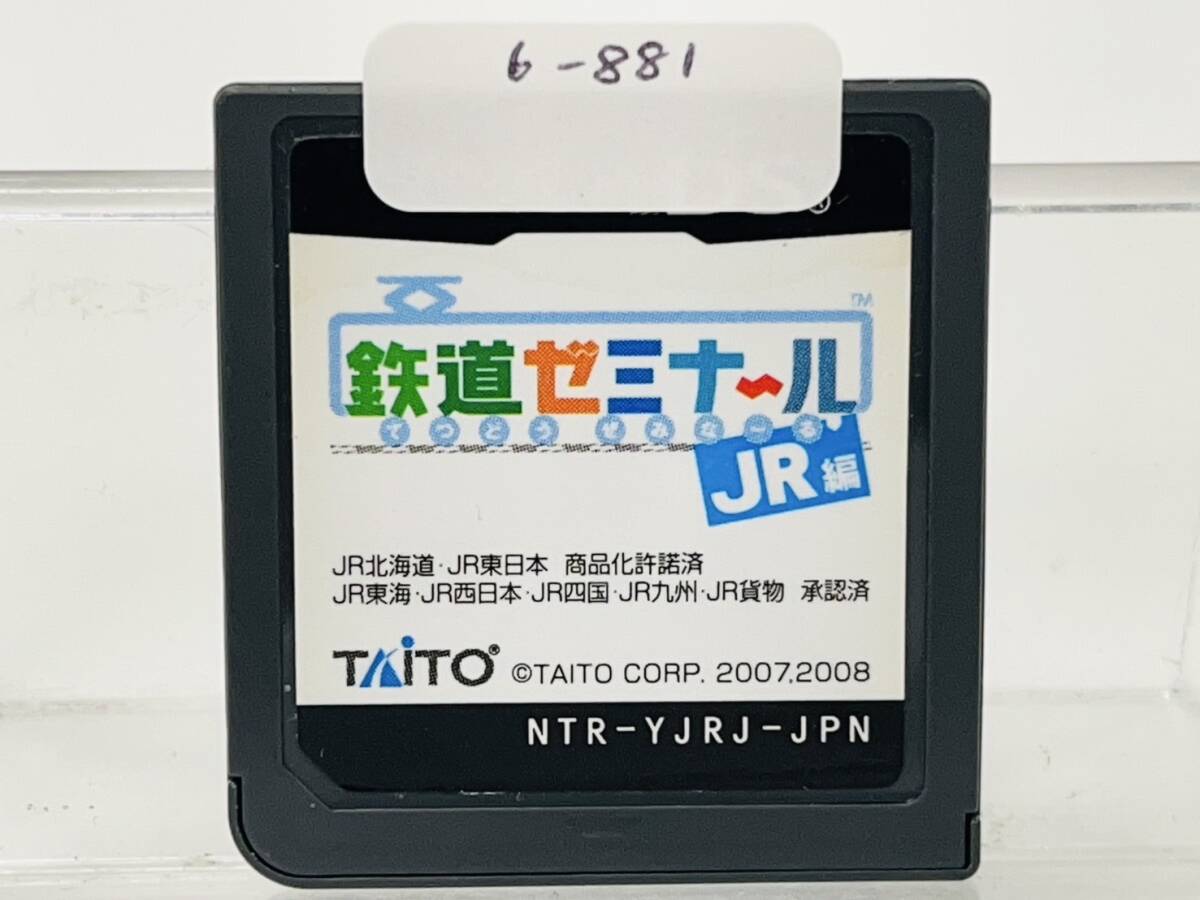 6-881
®
TM
鉄道ゼミナール
てつどう ぜみなーる
JR編
JR北海道・JR東日本 商品化許諾済
JR東海・JR西日本・JR四国・JR九州・JR貨物 承認済
TAITO® ©TAITO CORP. 2007,2008
NTR-YJRJ-JPN